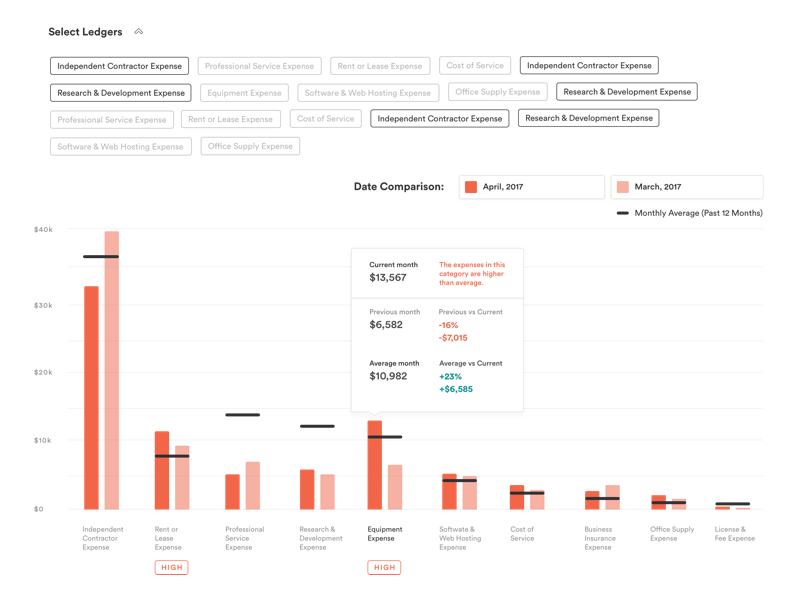 Select Ledgers
Independent Contractor Expense
Professional Service Expense
Rent or Lease Expense
Cost of Service
Independent Contractor Expense
Research & Development Expense
Equipment Expense
Software & Web Hosting Expense
Office Supply Expense
Research & Development Expense
Professional Service Expense
Rent or Lease Expense
Cost of Service
Independent Contractor Expense
Research & Development Expense
Software & Web Hosting Expense
Office Supply Expense
Date Comparison:
April, 2017
March, 2017
Monthly Average (Past 12 Months)
$40k
$30k
$20k
$10k
$0
Current month
$13,567
The expenses in this
category are higher
than average.
Previous month
$6,582
Previous vs Current
-16%
-$7,015
Average month
$10,982
Average vs Current
+23%
+$6,585
Independent
Contractor
Expense
Rent or
Lease
Expense
HIGH
Professional
Service
Expense
Research &
Development
Expense
Equipment
Expense
HIGH
Softwate &
Web Hosting
Expense
Cost of
Service
Business
Insurance
Expense
Office Supply
Expense
License &
Fee Expense